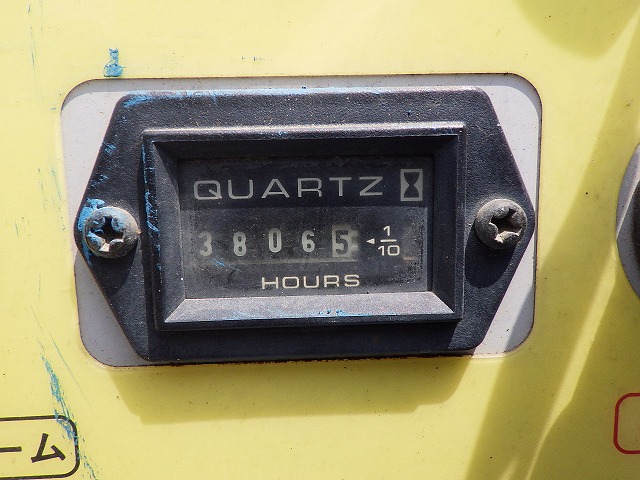 QUARTZ
38065 ◄ 1/10
HOURS
ーム